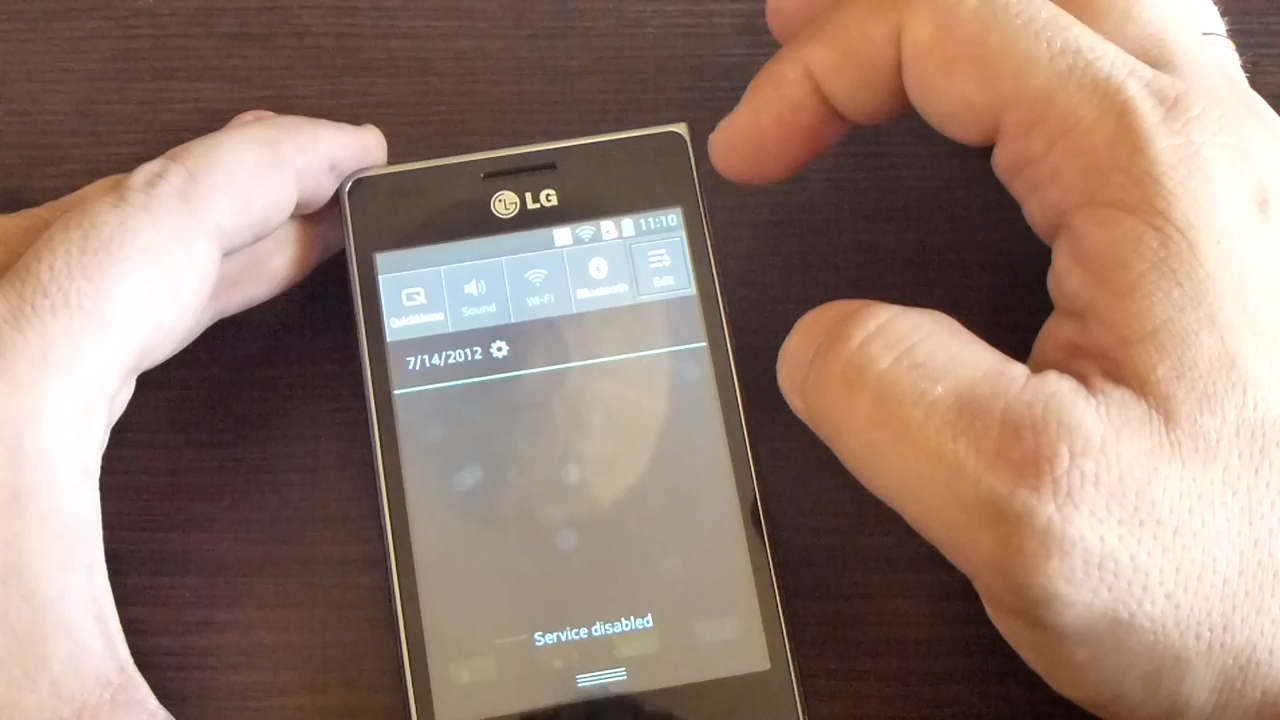 LG
11:10
QuickMemo
Sound
Wi-Fi
Bluetooth
Edit
7/14/2012
Service disabled